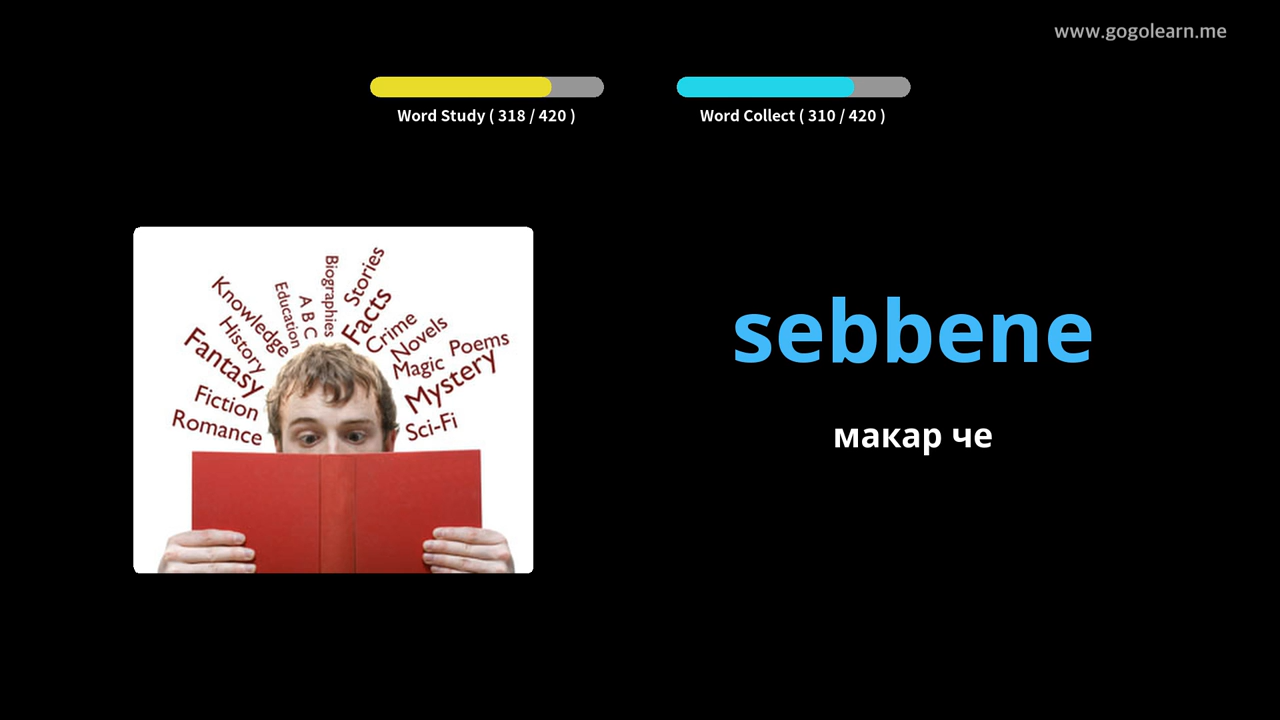 www.gogolearn.me
Word Study ( 318 / 420 )
Word Collect ( 310 / 420 )
Biographies
Stories
Education
A B C
Facts
Knowledge
Crime
History
Novels
Fantasy
Magic
Poems
Mystery
Fiction
Romance
Sci-Fi
sebbene
макар че